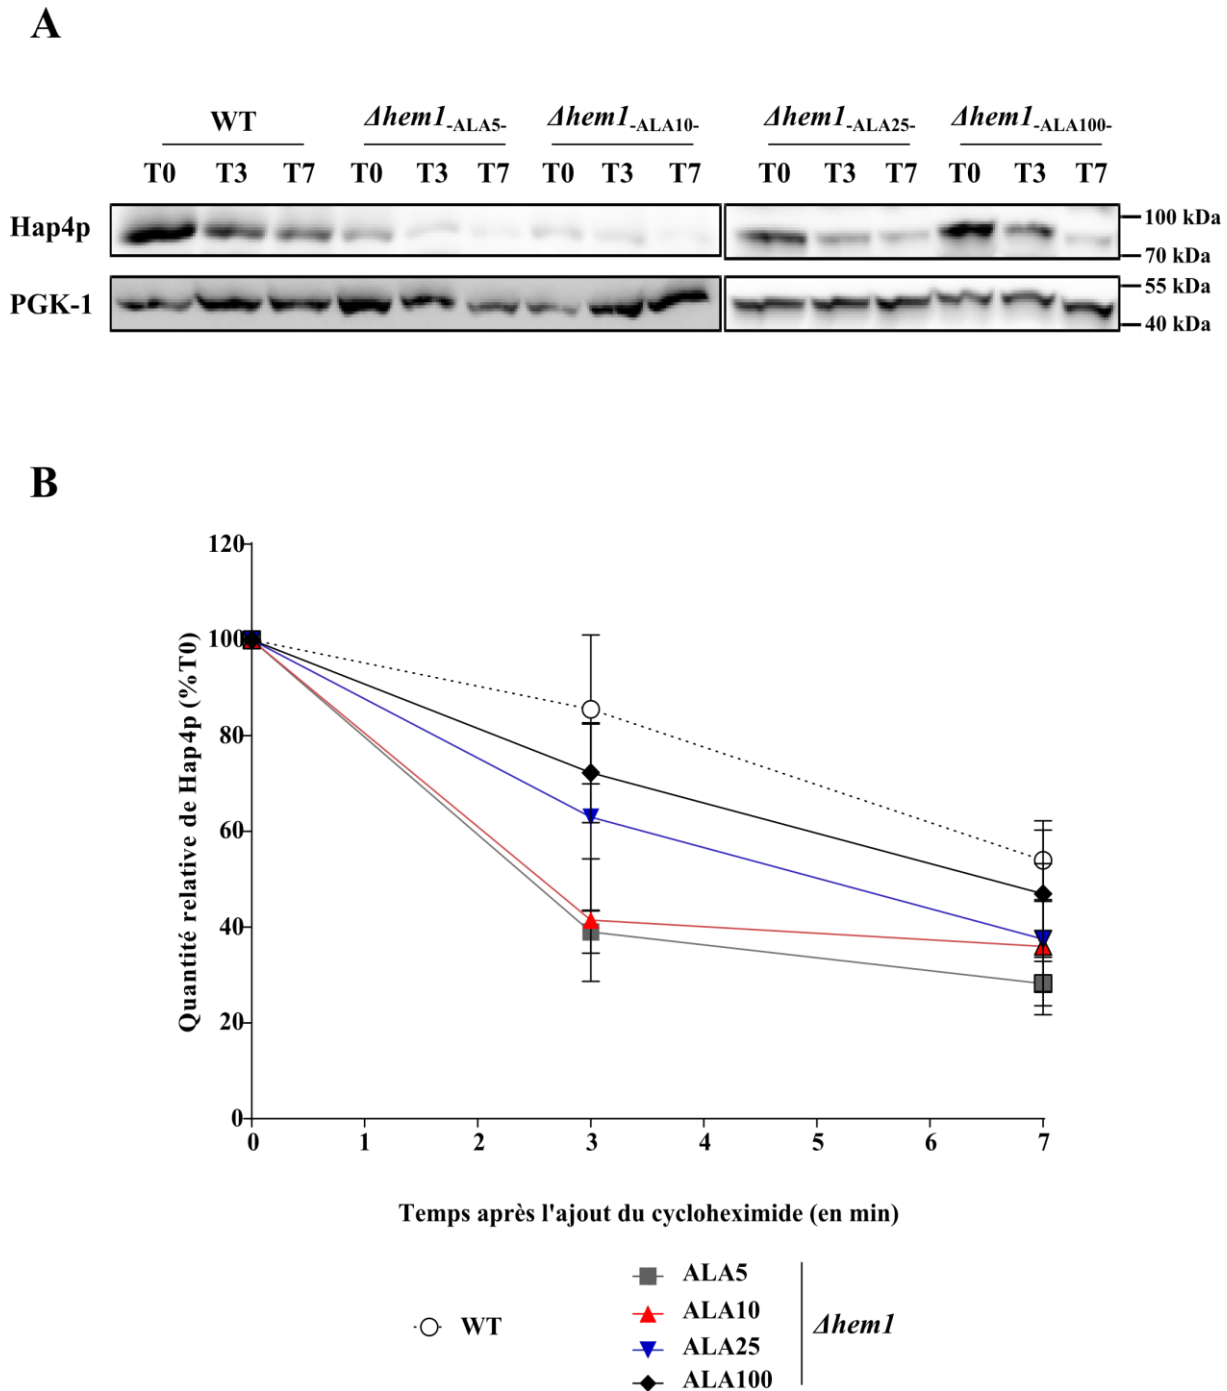 A
WT Δhem1-ALA5- Δhem1-ALA10- Δhem1-ALA25- Δhem1-ALA100-
T0 T3 T7 T0 T3 T7 T0 T3 T7 T0 T3 T7 T0 T3 T7
Hap4p
100 kDa
70 kDa
PGK-1
55 kDa
40 kDa
B
Quantité relative de Hap4p (%T0)
120
100
80
60
40
20
0
0 1 2 3 4 5 6 7
Temps après l'ajout du cycloheximide (en min)
WT
ALA5
ALA10
ALA25
ALA100
Δhem1